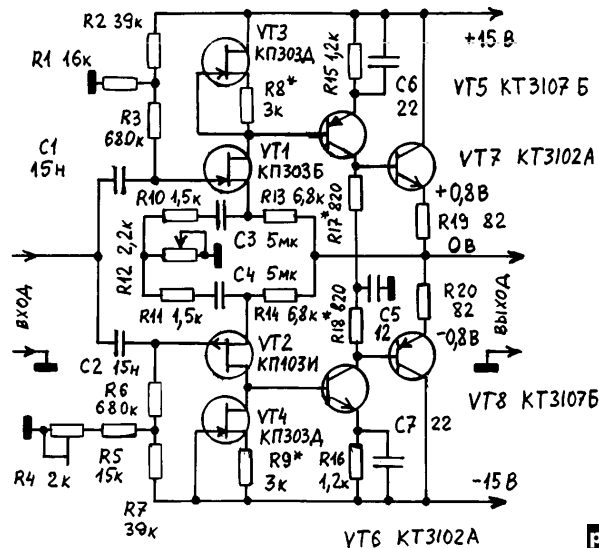 R2 39к
+15 В
VT3
КП303Д
R1 16к
R15 1,2к
C6
22
VT5 КТ3107 Б
R8*
3к
R3
680к
C1
15н
VT1
КП303Б
VT7 КТ3102А
+0,8В
R10 1,5к
R13 6,8к
R17* 820
R19 82
0В
R12 2,2к
C3 5мк
C4 5мк
R11 1,5к
R14 6,8к
R18* 820
C5
12
R20
82
ВХОД
ВЫХОД
-0,8В
C2 15н
VT2
КП103И
R6
680к
VT4
КП303Д
VT8 КТ3107Б
C7 22
R4 2к
R5
15к
R9*
3к
R16
1,2к
R7
39к
-15 В
VT6 КТ3102А